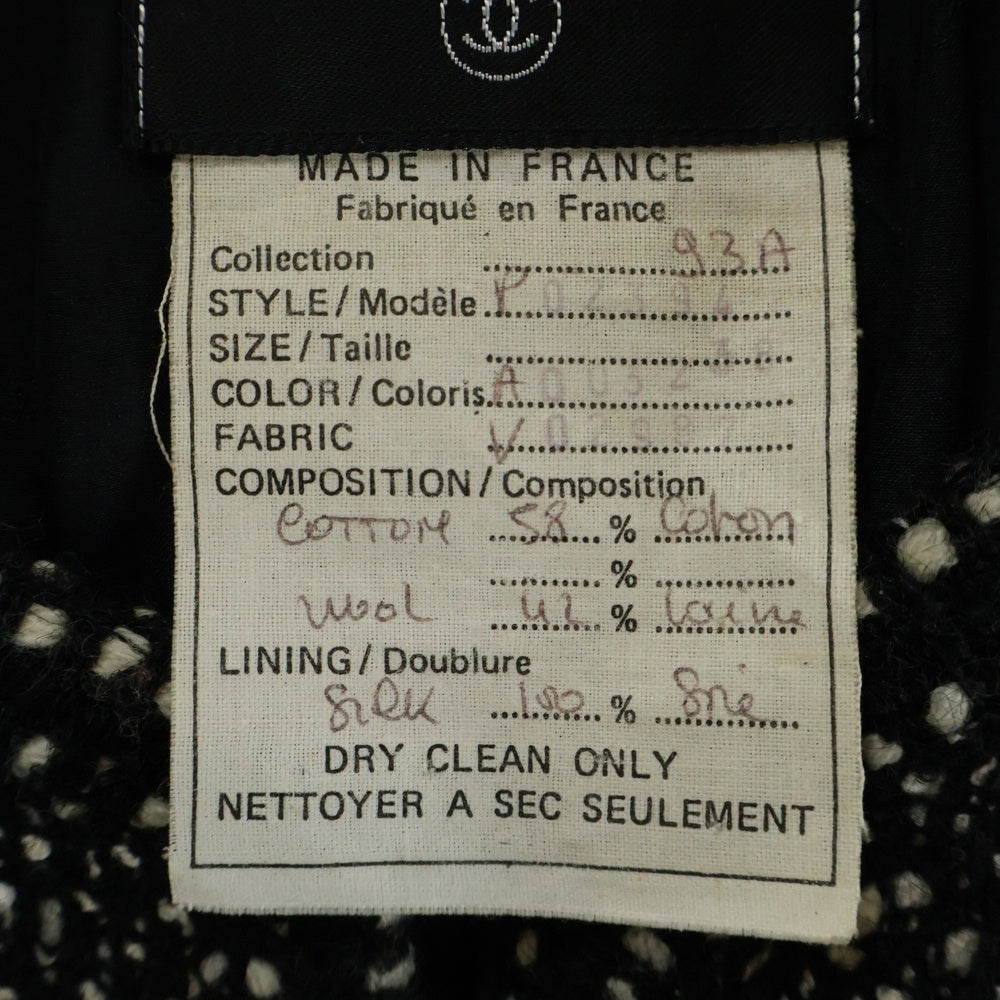 MADE IN FRANCE
Fabriqué en France
Collection 93A
STYLE/Modèle P
SIZE/Taille
COLOR/Coloris A
FABRIC V
COMPOSITION/Composition
COTTON 58 % Coton
%
Wool 42 % laine
LINING/Doublure
SiLK 100 % Soie
DRY CLEAN ONLY
NETTOYER A SEC SEULEMENT